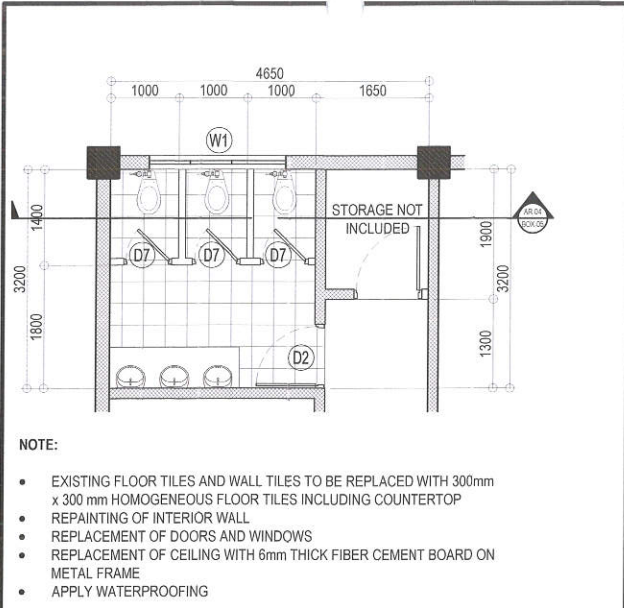 4650
1000 1000 1000 1650
W1
STORAGE NOT
INCLUDED
AR.04
BOX.05
1400
1900
D7 D7 D7
3200
3200
1800
1300
D2
NOTE:
• EXISTING FLOOR TILES AND WALL TILES TO BE REPLACED WITH 300mm
x 300 mm HOMOGENEOUS FLOOR TILES INCLUDING COUNTERTOP
• REPAINTING OF INTERIOR WALL
• REPLACEMENT OF DOORS AND WINDOWS
• REPLACEMENT OF CEILING WITH 6mm THICK FIBER CEMENT BOARD ON
METAL FRAME
• APPLY WATERPROOFING